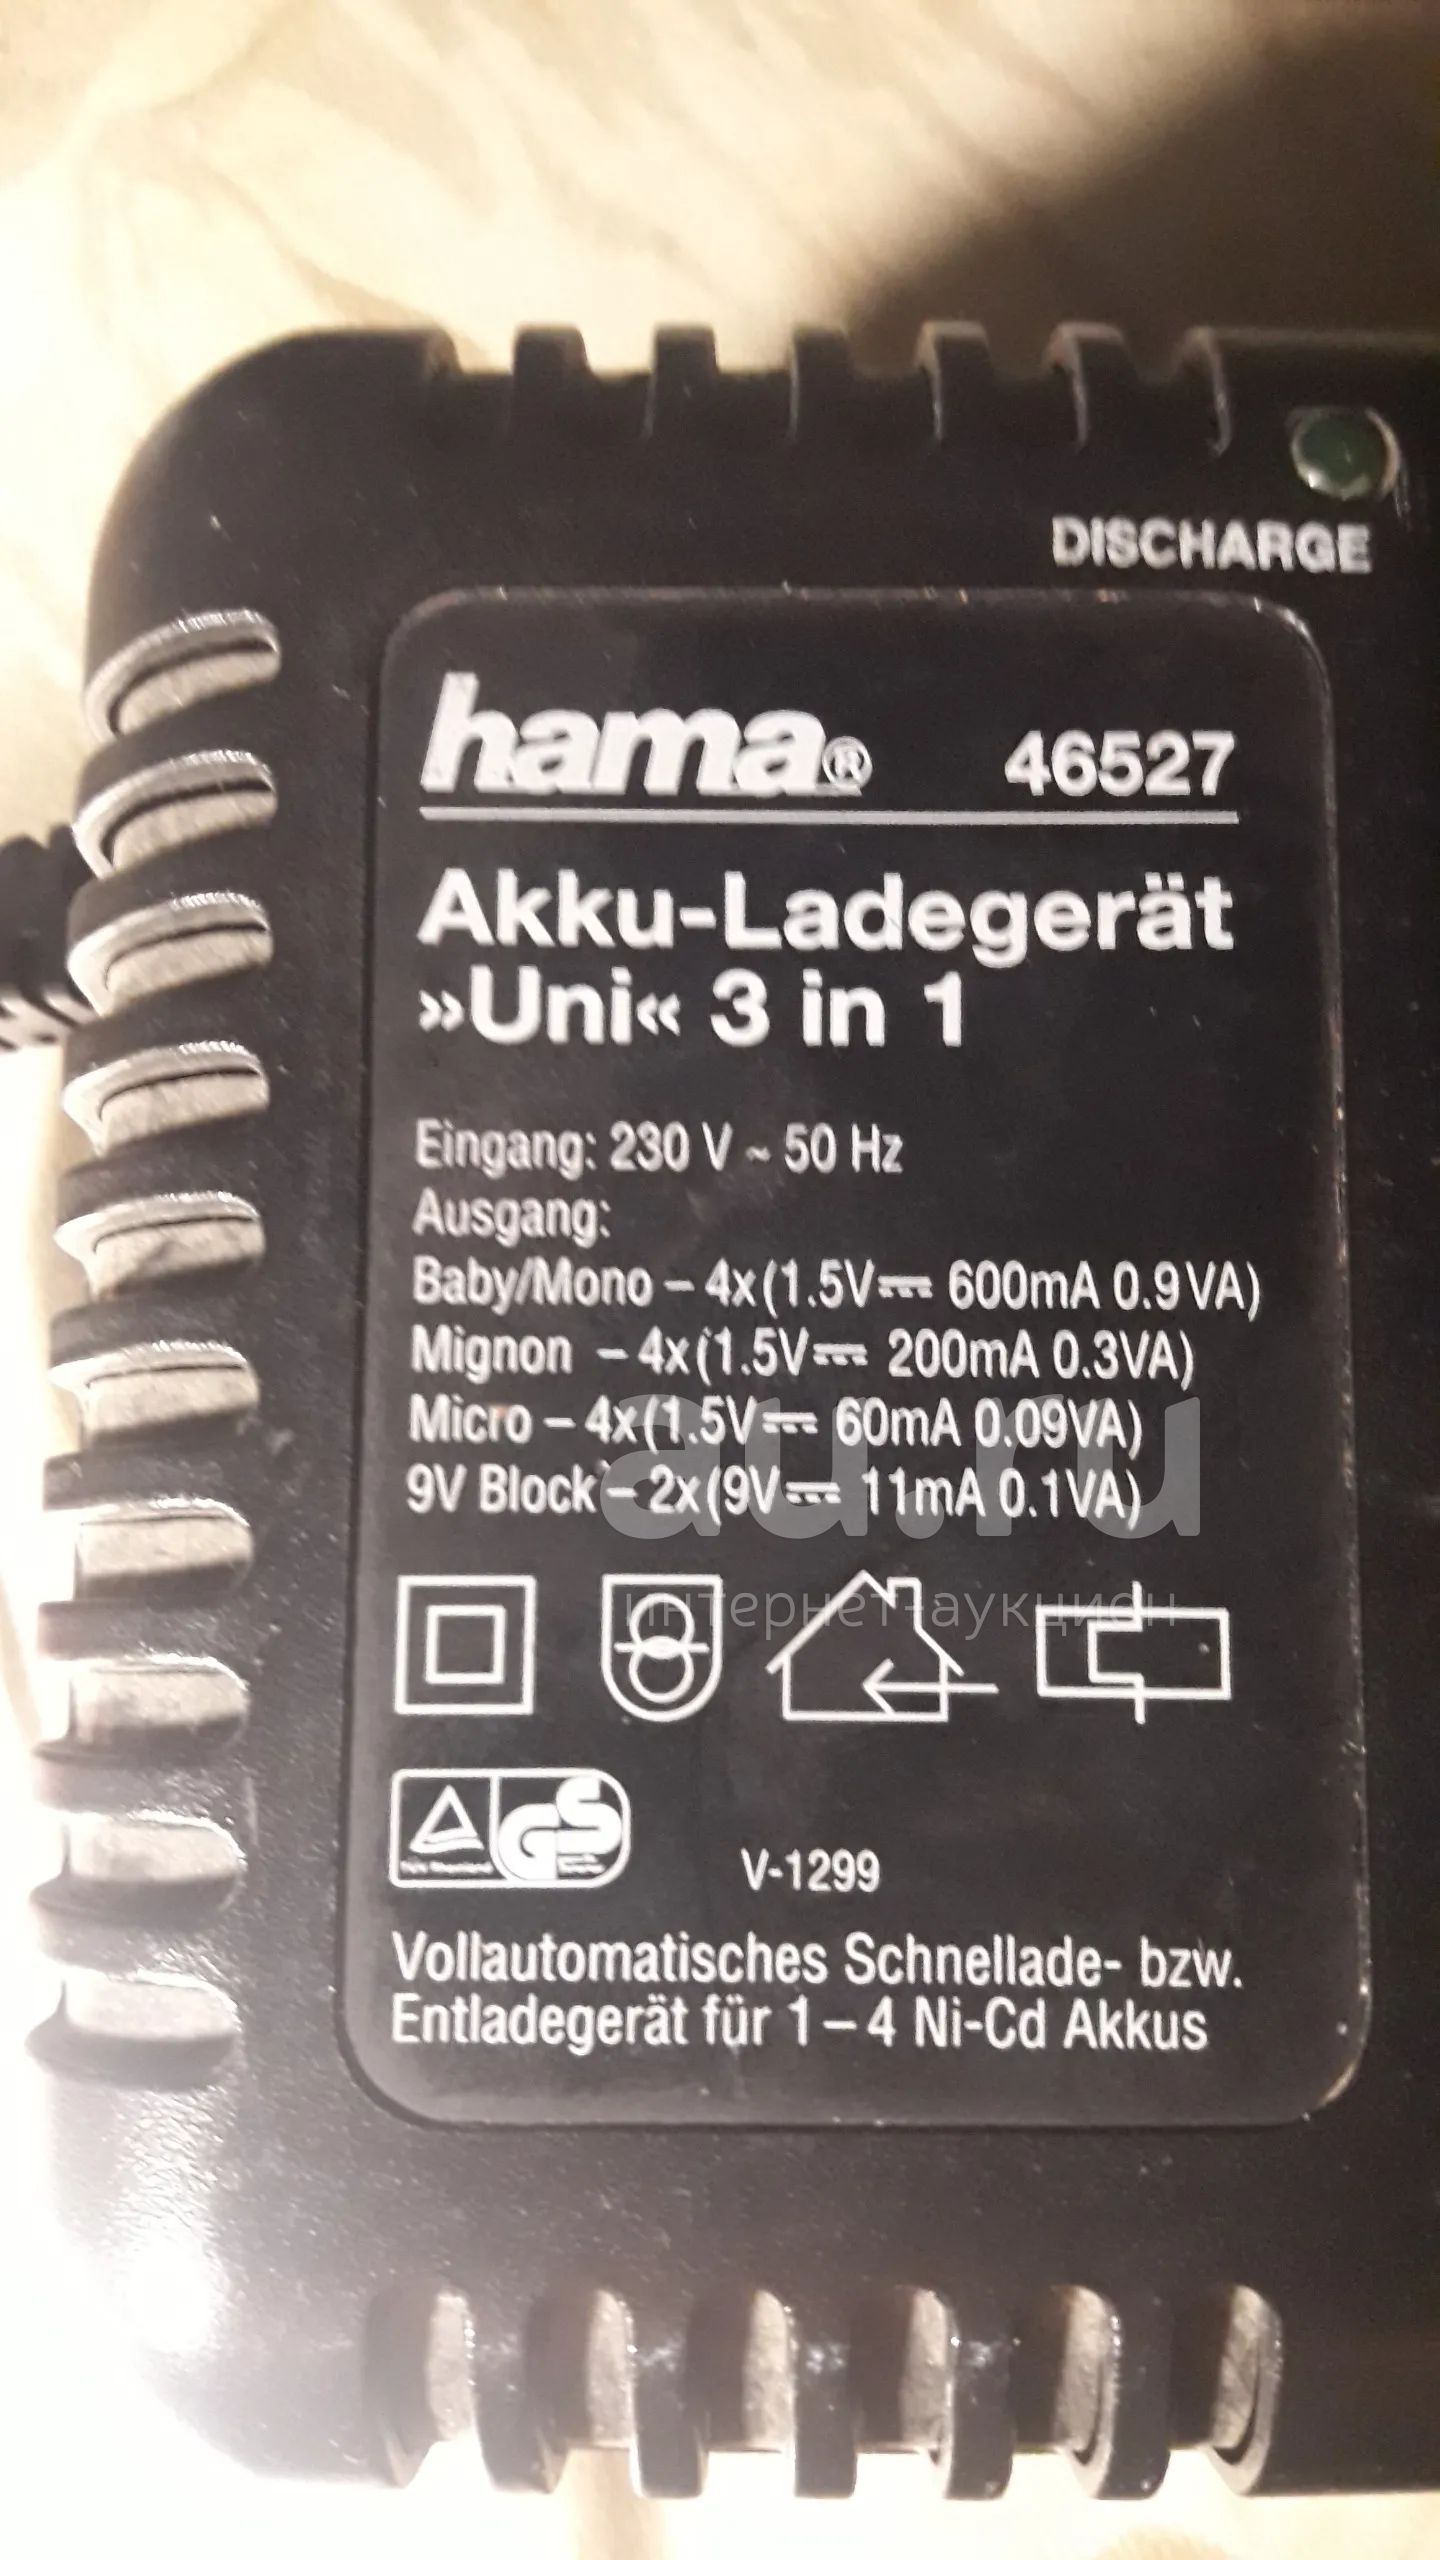 DISCHARGE
hama® 46527
Akku-Ladegerät
»Uni« 3 in 1
Eingang: 230 V ~ 50 Hz
Ausgang:
Baby/Mono – 4x(1.5V⎓ 600mA 0.9VA)
Mignon – 4x(1.5V⎓ 200mA 0.3VA)
Micro – 4x(1.5V⎓ 60mA 0.09VA)
9V Block – 2x(9V⎓ 11mA 0.1VA)
au.ru
интернет-аукцион
TÜV Rheinland
GS
V-1299
Vollautomatisches Schnellade- bzw.
Entladegerät für 1–4 Ni-Cd Akkus